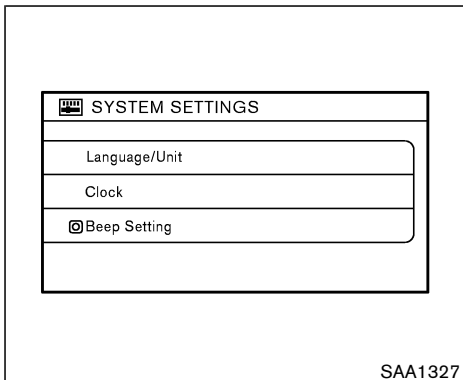 SYSTEM SETTINGS
Language/Unit
Clock
Beep Setting
SAA1327